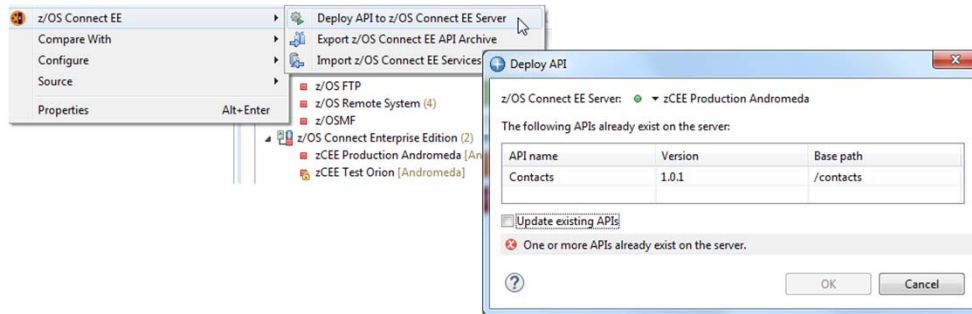 z/OS Connect EE
Compare With
Configure
Source
Properties Alt+Enter
Deploy API to z/OS Connect EE Server
Export z/OS Connect EE API Archive
Import z/OS Connect EE Services
z/OS FTP
z/OS Remote System (4)
z/OSMF
z/OS Connect Enterprise Edition (2)
zCEE Production Andromeda [An
zCEE Test Orion [Andromeda]
Deploy API
z/OS Connect EE Server: zCEE Production Andromeda
The following APIs already exist on the server:
API name Version Base path
Contacts 1.0.1 /contacts
Update existing APIs
One or more APIs already exist on the server.
OK Cancel